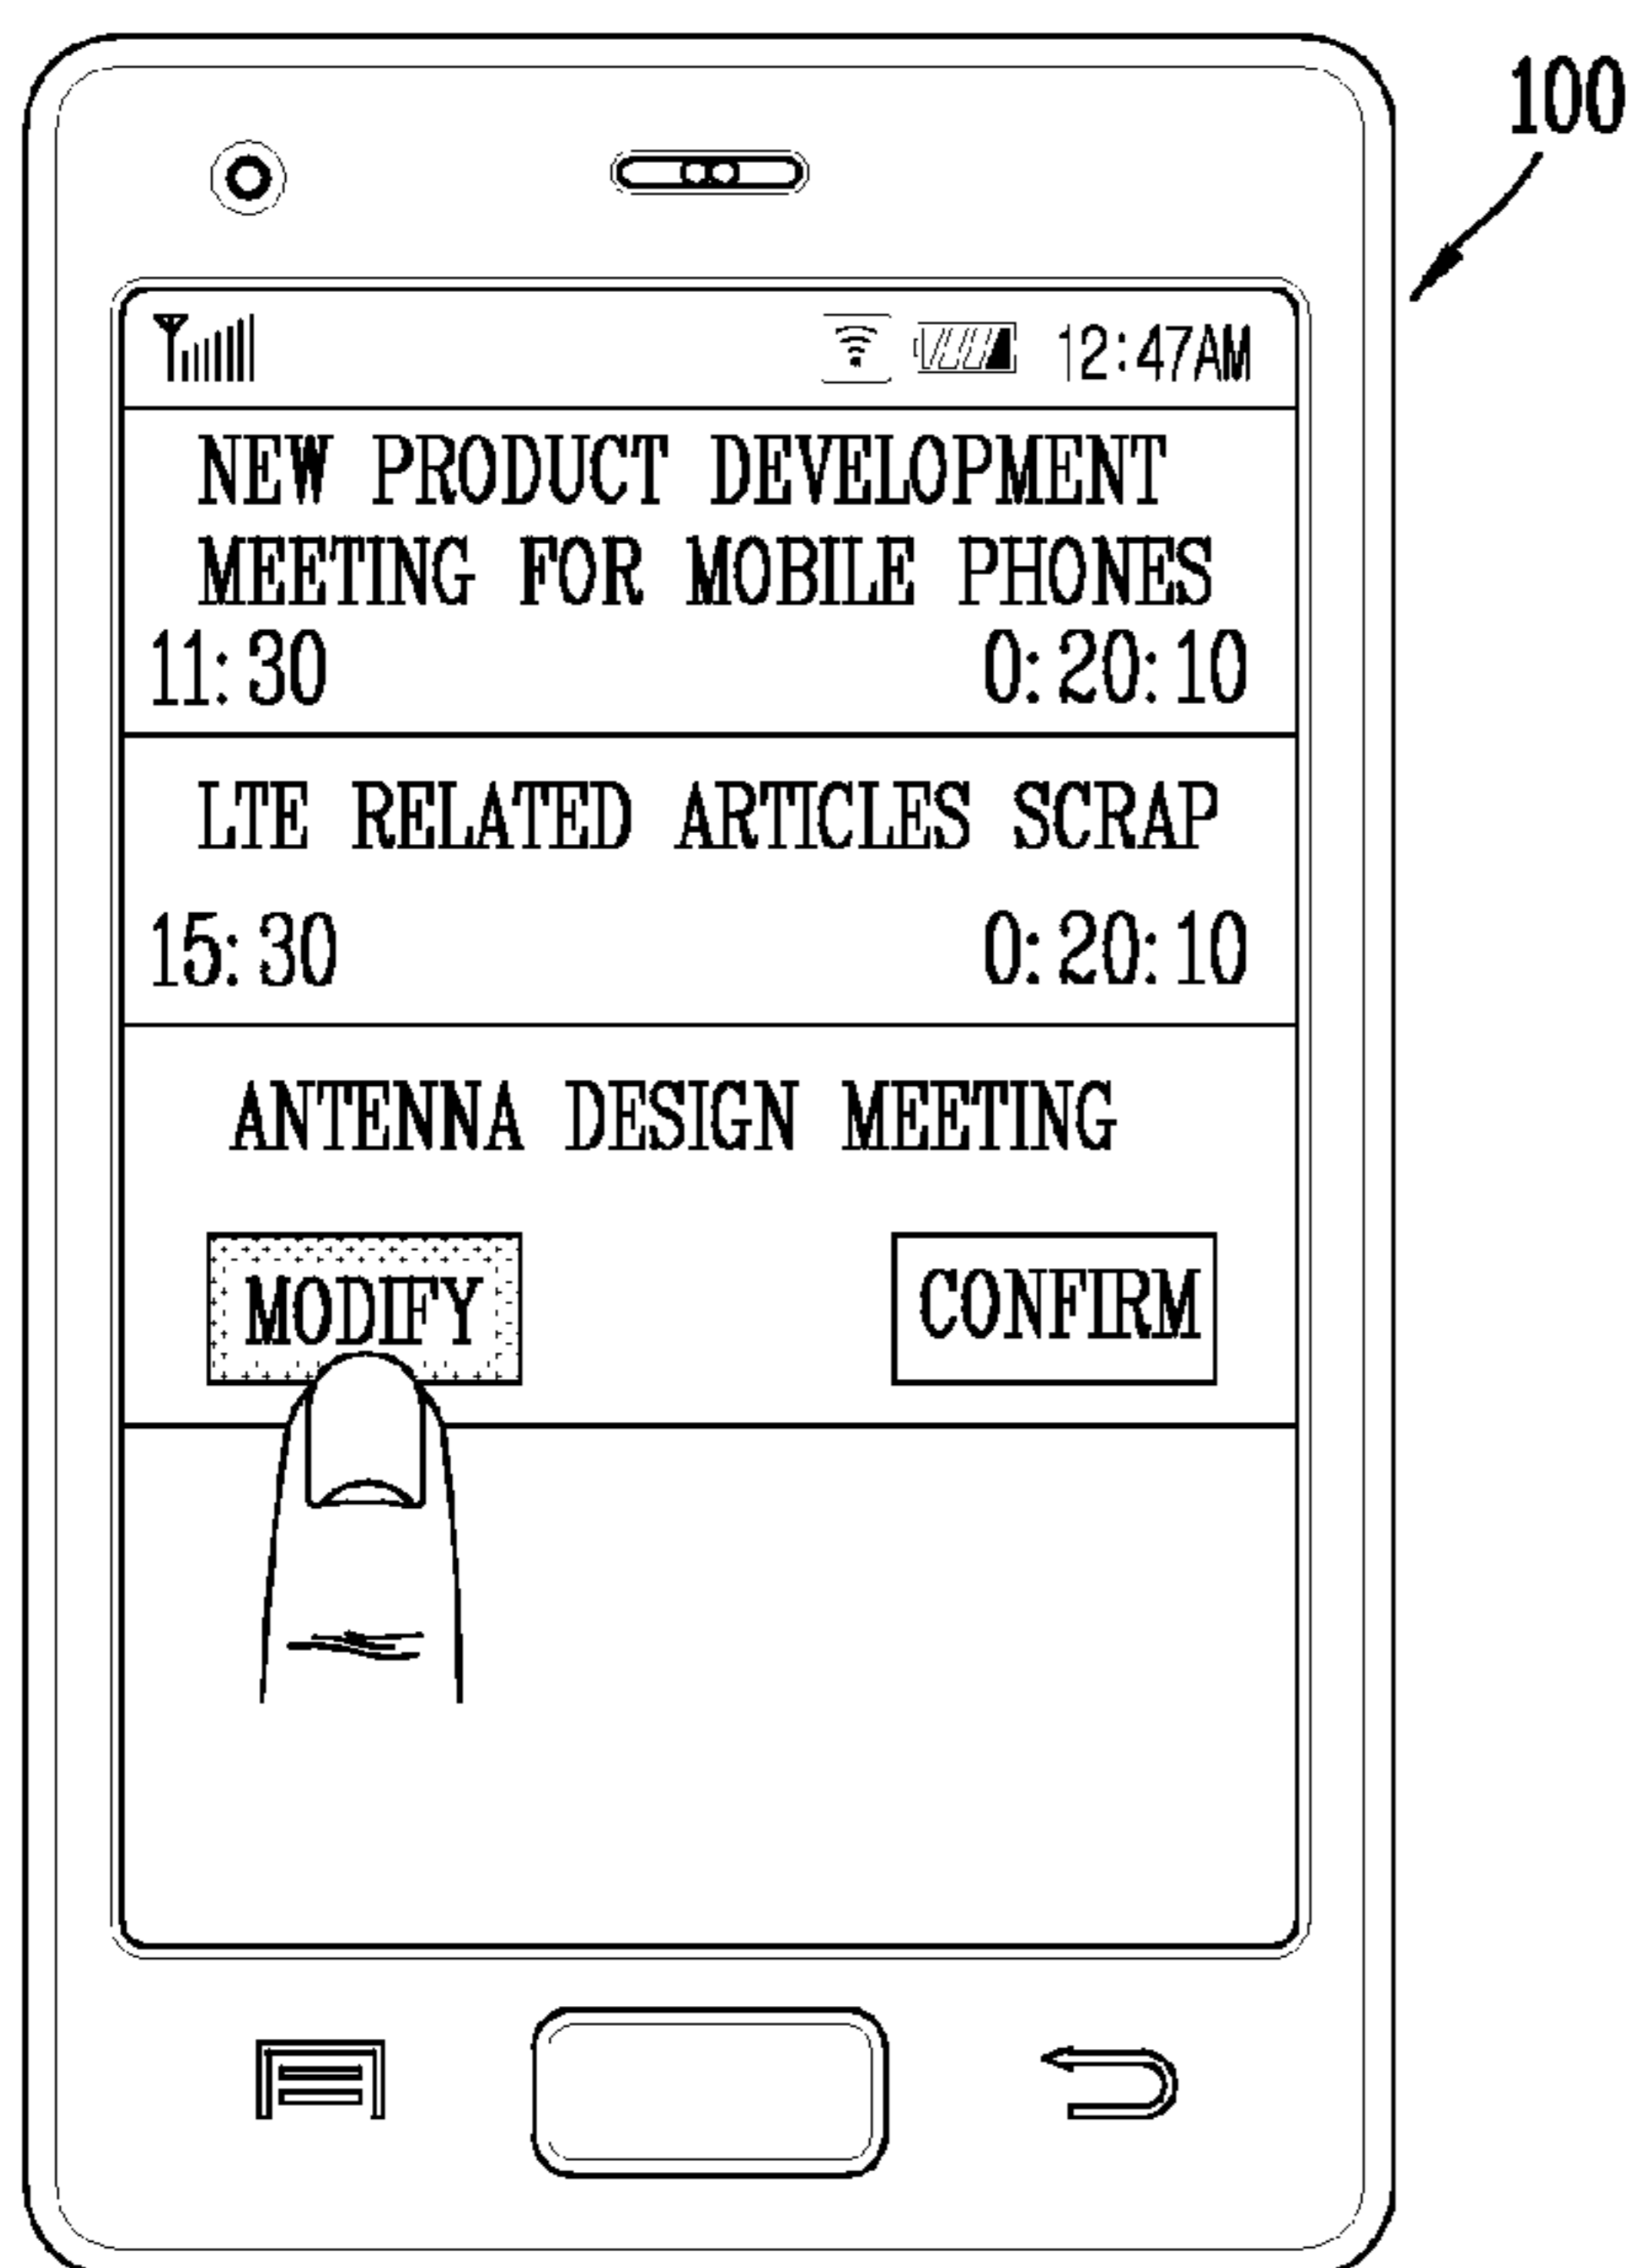 100
12:47AM
NEW PRODUCT DEVELOPMENT
MEETING FOR MOBILE PHONES
11:30 0:20:10
LTE RELATED ARTICLES SCRAP
15:30 0:20:10
ANTENNA DESIGN MEETING
MODIFY CONFIRM